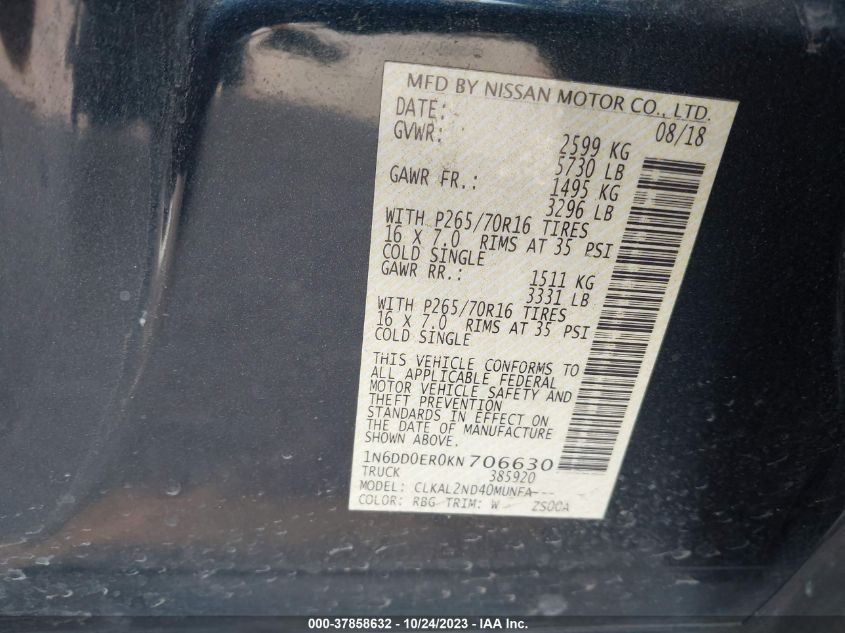 MFD BY NISSAN MOTOR CO., LTD.
DATE: 08/18
GVWR: 2599 KG
5730 LB
GAWR FR.: 1495 KG
3296 LB
WITH P265/70R16 TIRES
16 X 7.0 RIMS AT 35 PSI
COLD SINGLE
GAWR RR.: 1511 KG
3331 LB
WITH P265/70R16 TIRES
16 X 7.0 RIMS AT 35 PSI
COLD SINGLE
THIS VEHICLE CONFORMS TO
ALL APPLICABLE FEDERAL
MOTOR VEHICLE SAFETY AND
THEFT PREVENTION
STANDARDS IN EFFECT ON
THE DATE OF MANUFACTURE
SHOWN ABOVE.
1N6DD0ER0KN706630
TRUCK 385920
MODEL: CLKAL2ND40MUNFA---
COLOR: RBG TRIM: W ZS00A
000-37858632 - 10/24/2023 - IAA Inc.